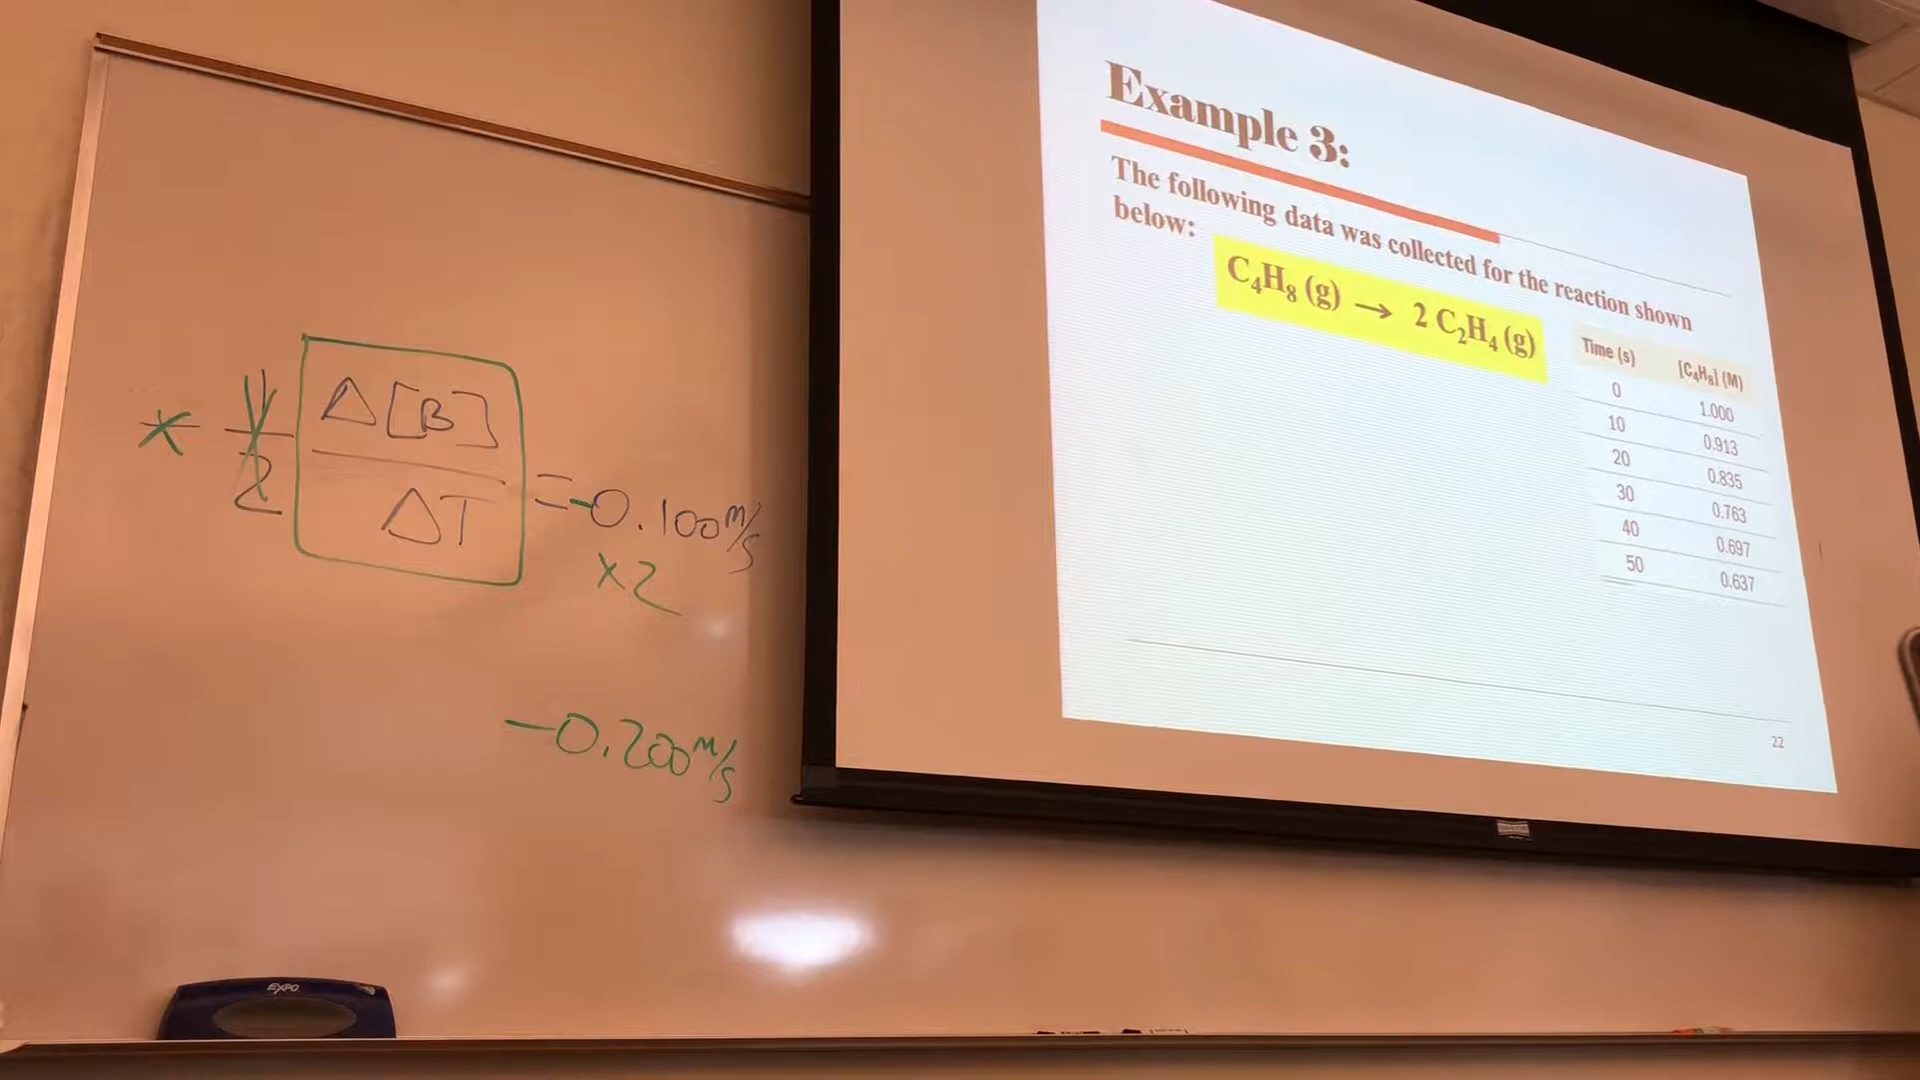 * 1/2 Δ[B]/ΔT = -0.100 M/s
x2
-0.200 M/s
EXPO
Example 3:
The following data was collected for the reaction shown
below:
C₄H₈ (g) → 2 C₂H₄ (g)
Time (s) [C₄H₈] (M)
0 1.000
10 0.913
20 0.835
30 0.763
40 0.697
50 0.637
22